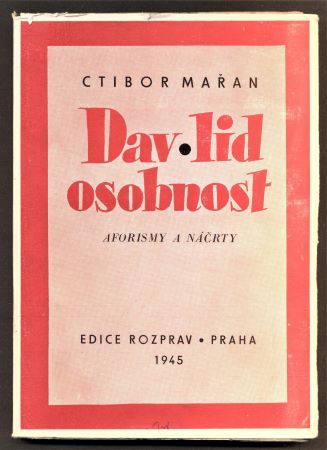 CTIBOR MAŘAN
Dav • lid
osobnost
AFORISMY A NÁČRTY
EDICE ROZPRAV • PRAHA
1945